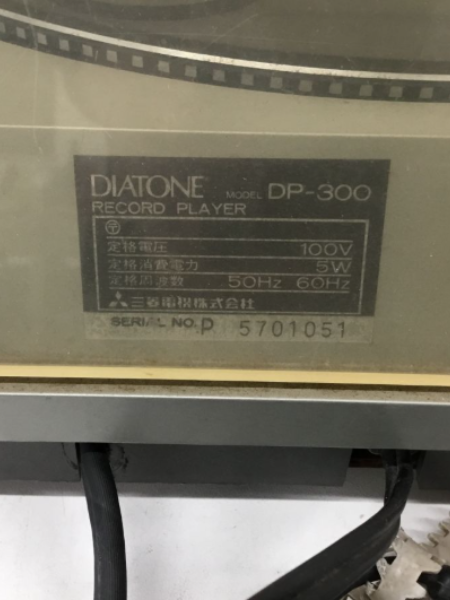 DIATONE MODEL DP-300
RECORD PLAYER
〒
定格電圧 100V
定格消費電力 5W
定格周波数 50Hz 60Hz
三菱電機株式会社
SERIAL NO. P 5701051